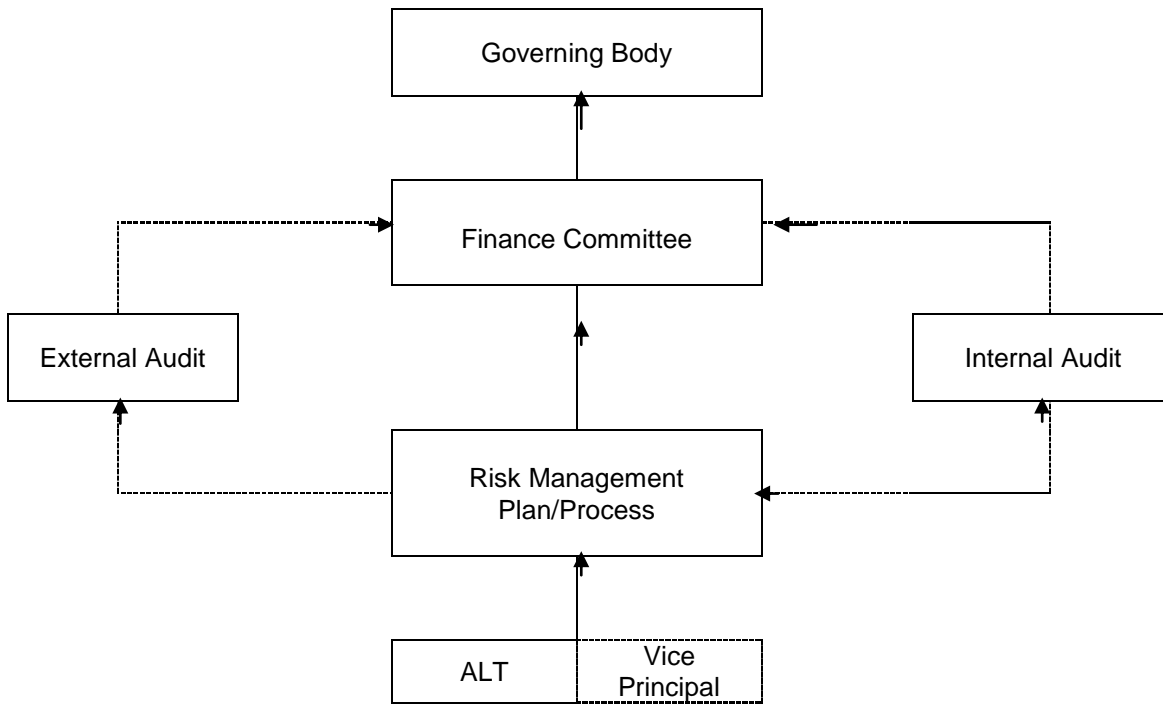 Governing Body
Finance Committee
External Audit
Internal Audit
Risk Management
Plan/Process
ALT
Vice
Principal